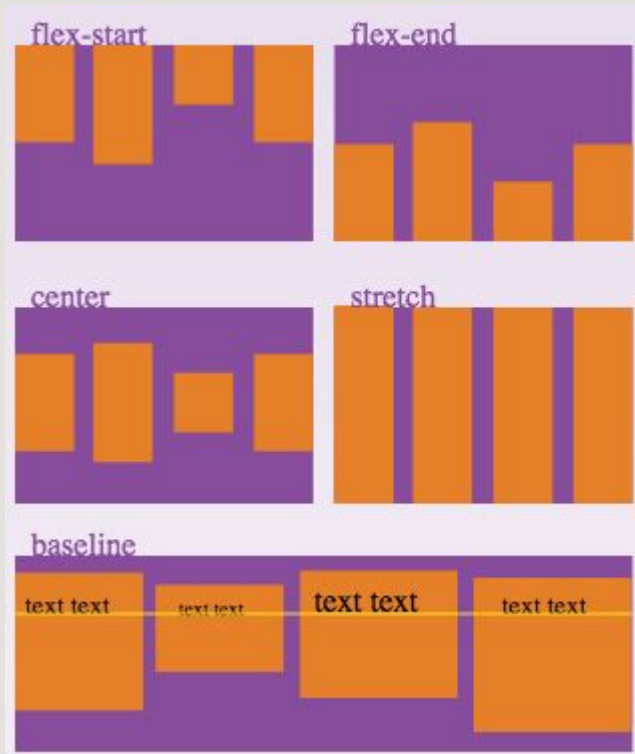 flex-start
flex-end
center
stretch
baseline
text text
text text
text text
text text